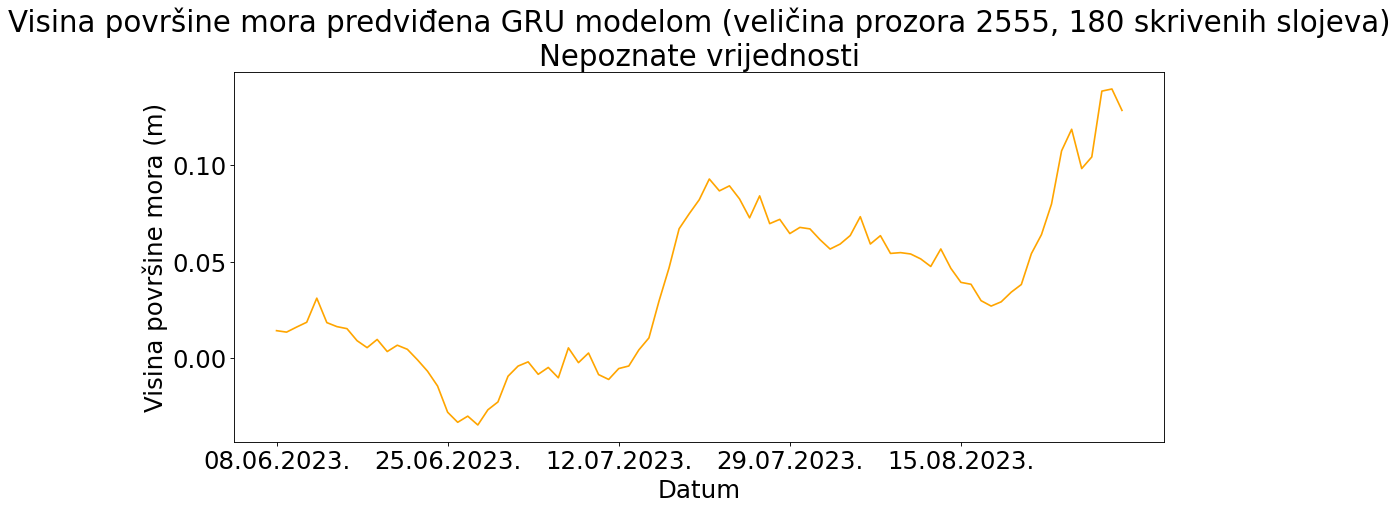 Visina površine mora predviđena GRU modelom (veličina prozora 2555, 180 skrivenih slojeva)
Nepoznate vrijednosti
Visina površine mora (m)
0.10
0.05
0.00
08.06.2023. 25.06.2023. 12.07.2023. 29.07.2023. 15.08.2023.
Datum